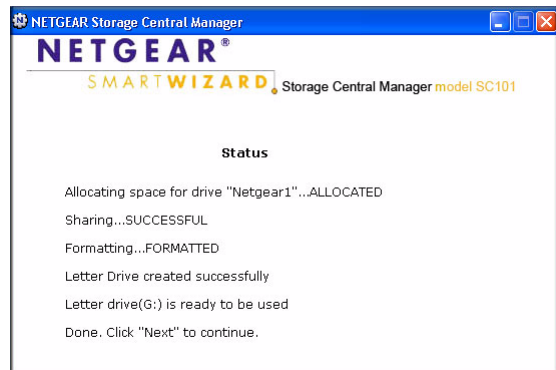 NETGEAR Storage Central Manager
NETGEAR®
SMARTWIZARD Storage Central Manager model SC101
Status
Allocating space for drive "Netgear1"...ALLOCATED
Sharing...SUCCESSFUL
Formatting...FORMATTED
Letter Drive created successfully
Letter drive(G:) is ready to be used
Done. Click "Next" to continue.